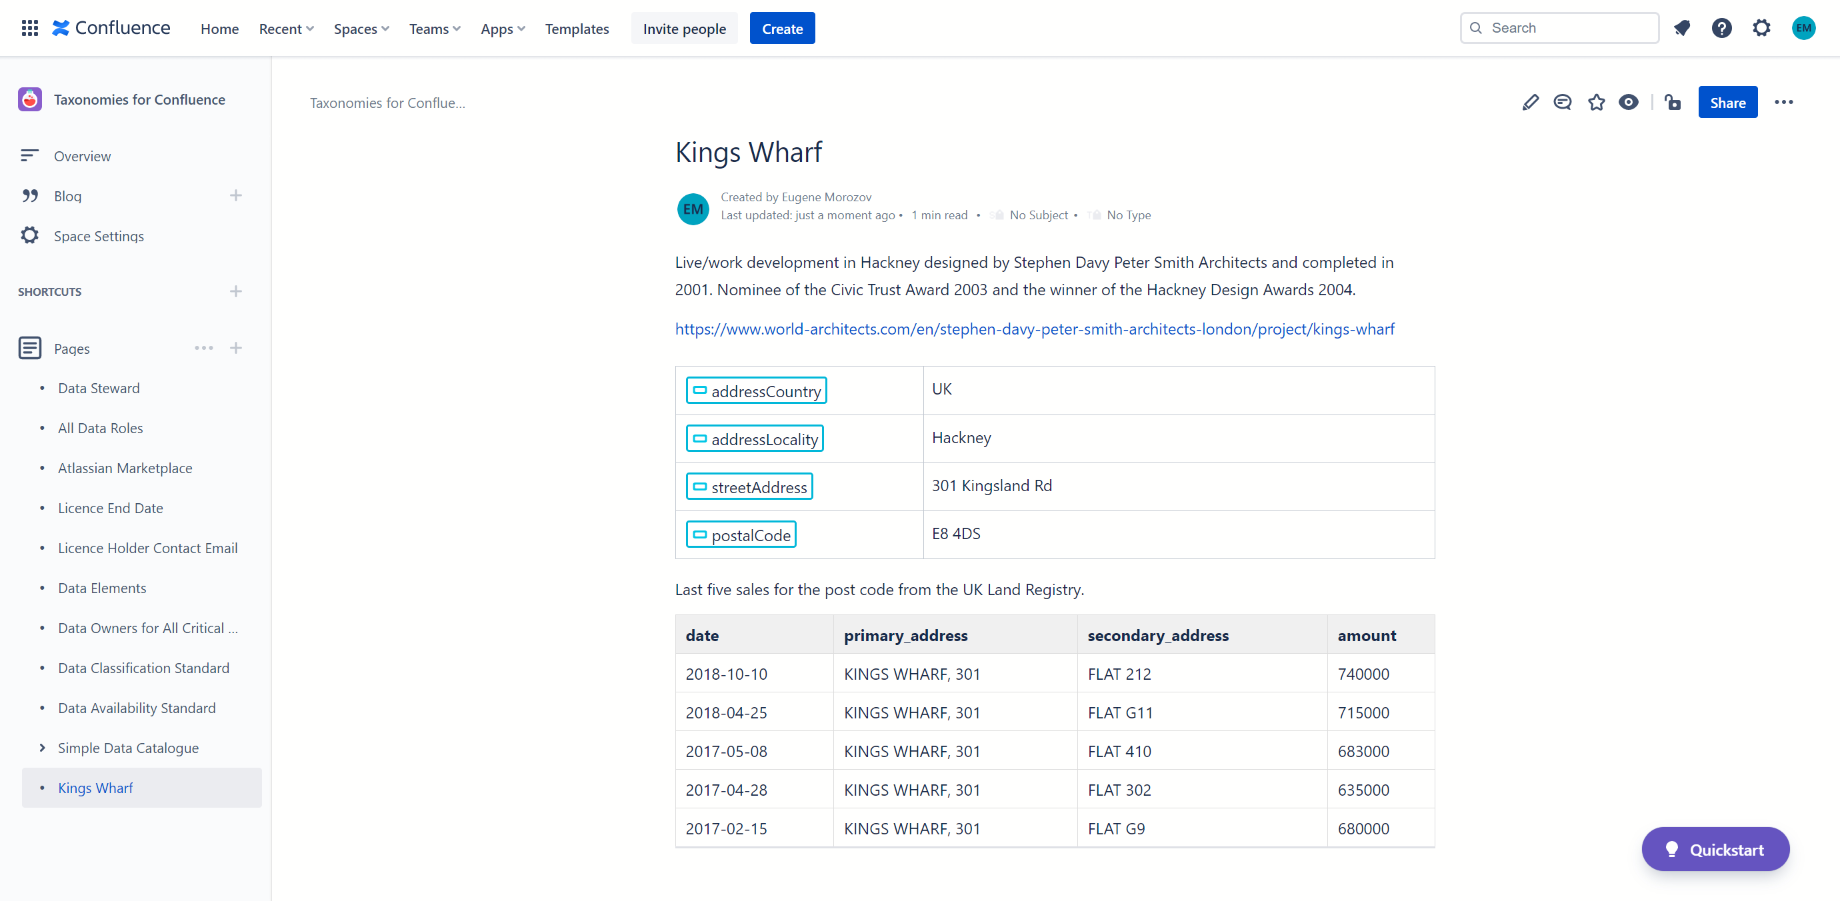 Confluence Home Recent Spaces Teams Apps Templates Invite people Create Search EM
Taxonomies for Confluence
Overview
Blog
Space Settings
SHORTCUTS
Pages
Data Steward
All Data Roles
Atlassian Marketplace
Licence End Date
Licence Holder Contact Email
Data Elements
Data Owners for All Critical ...
Data Classification Standard
Data Availability Standard
Simple Data Catalogue
Kings Wharf
Taxonomies for Conflue...
Share
Kings Wharf
EM
Created by Eugene Morozov
Last updated: just a moment ago • 1 min read • No Subject • No Type
Live/work development in Hackney designed by Stephen Davy Peter Smith Architects and completed in
2001. Nominee of the Civic Trust Award 2003 and the winner of the Hackney Design Awards 2004.
https://www.world-architects.com/en/stephen-davy-peter-smith-architects-london/project/kings-wharf
addressCountry UK
addressLocality Hackney
streetAddress 301 Kingsland Rd
postalCode E8 4DS
Last five sales for the post code from the UK Land Registry.
date primary_address secondary_address amount
2018-10-10 KINGS WHARF, 301 FLAT 212 740000
2018-04-25 KINGS WHARF, 301 FLAT G11 715000
2017-05-08 KINGS WHARF, 301 FLAT 410 683000
2017-04-28 KINGS WHARF, 301 FLAT 302 635000
2017-02-15 KINGS WHARF, 301 FLAT G9 680000
Quickstart